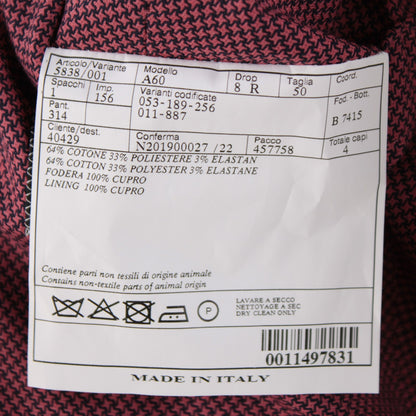 Articolo/Variante Modello Drop Taglia Coord.
5838/001 A60 8 R 50
Spacchi Imp. Varianti codificate Fod. - Bott.
1 156 053-189-256
011-887 B 7415
Pant.
314
Cliente/dest. Conferma Pacco Totale capi
40429 N201900027 /22 457758 4
64% COTONE 33% POLIESTERE 3% ELASTAN
64% COTTON 33% POLYESTER 3% ELASTANE
FODERA 100% CUPRO
LINING 100% CUPRO
Contiene parti non tessili di origine animale
Contains non-textile parts of animal origin
P
LAVARE A SECCO
NETTOYAGE A SEC
DRY CLEAN ONLY
0011497831
MADE IN ITALY